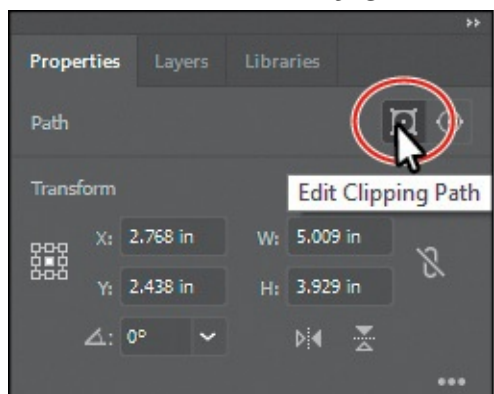 Properties Layers Libraries
Path
Edit Clipping Path
Transform
X: 2.768 in W: 5.009 in
Y: 2.438 in H: 3.929 in
0°